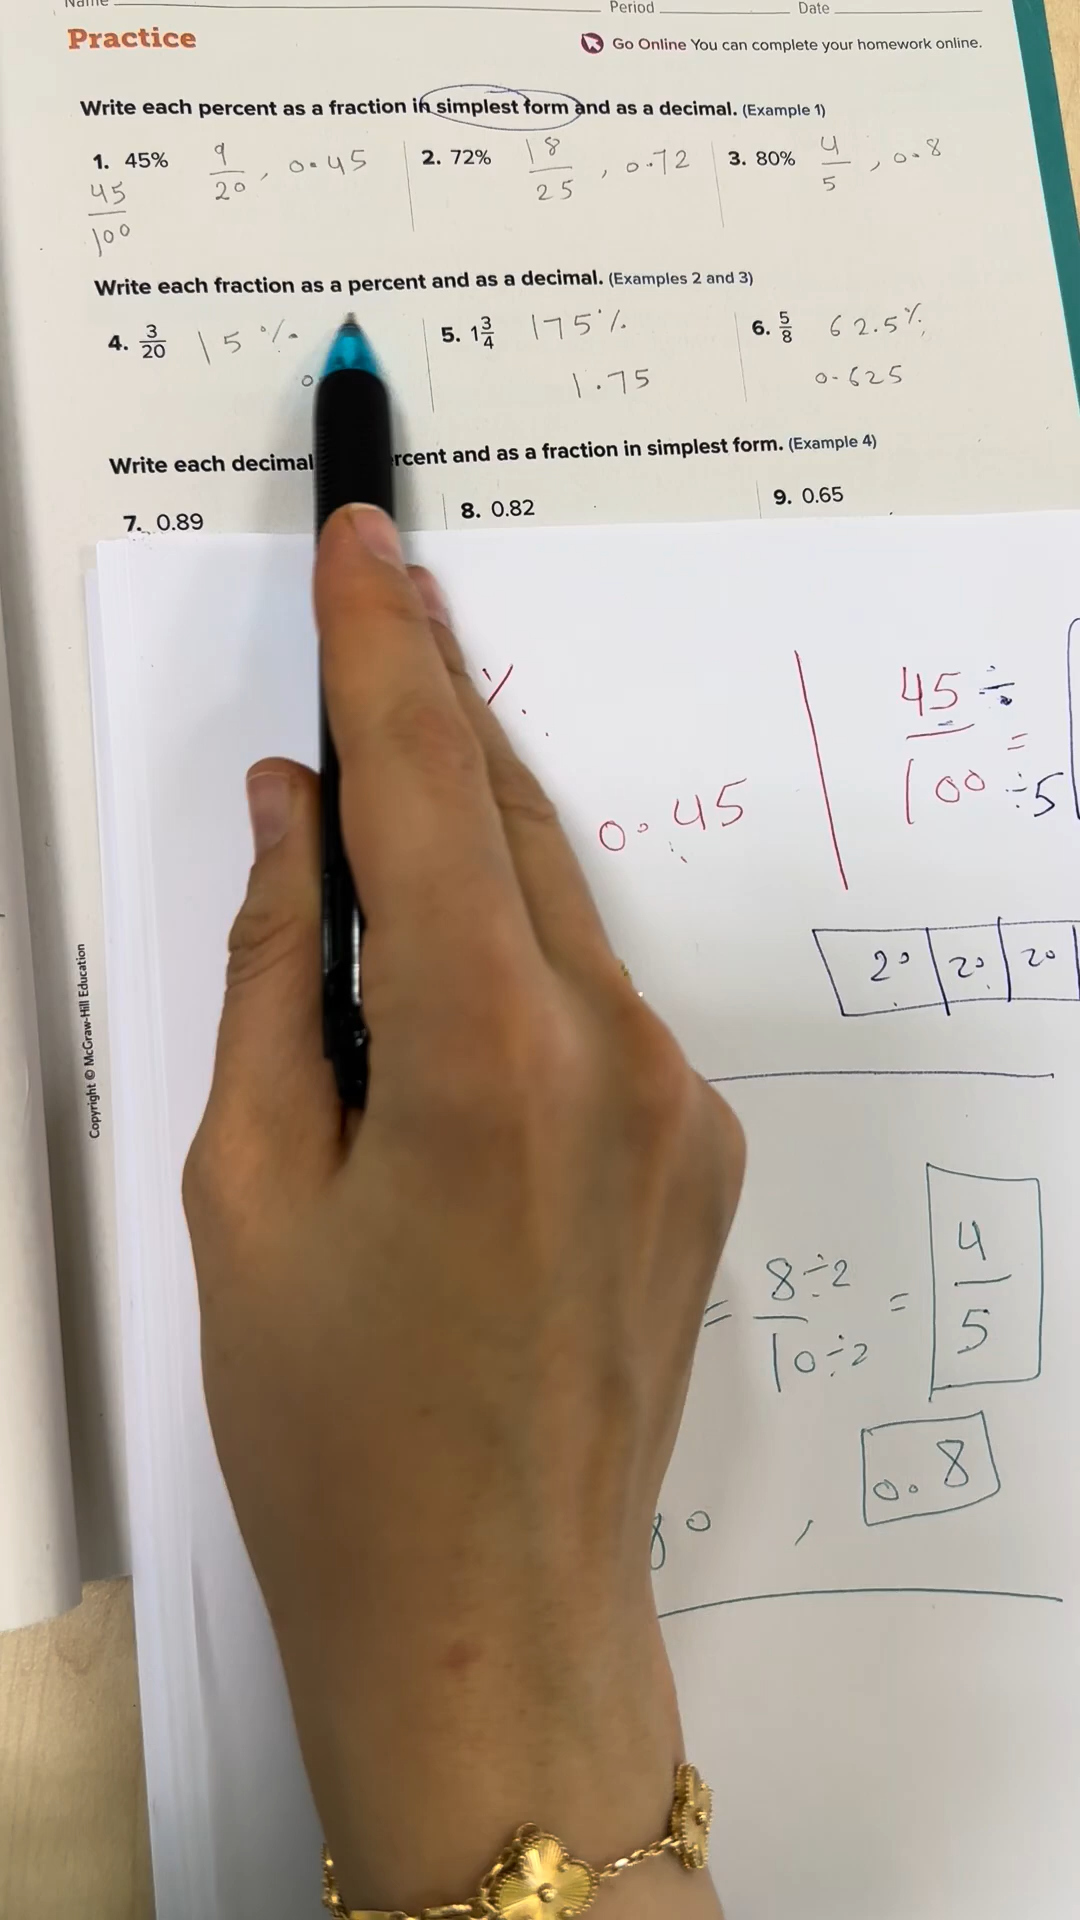 Name Period Date
Practice
Go Online You can complete your homework online.
Write each percent as a fraction in simplest form and as a decimal. (Example 1)
1. 45% 9/20 , 0.45 2. 72% 18/25 , 0.72 3. 80% 4/5 , 0.8
45/100
Write each fraction as a percent and as a decimal. (Examples 2 and 3)
4. 3/20 15% 5. 1 3/4 175% 6. 5/8 62.5%
0. 1.75 0.625
Write each decimal rcent and as a fraction in simplest form. (Example 4)
7. 0.89 8. 0.82 9. 0.65
%
45 ÷
=
100 ÷5
0.45
20 20 20
= 8÷2/10÷2 = 4/5
80 , 0.8
Copyright © McGraw-Hill Education